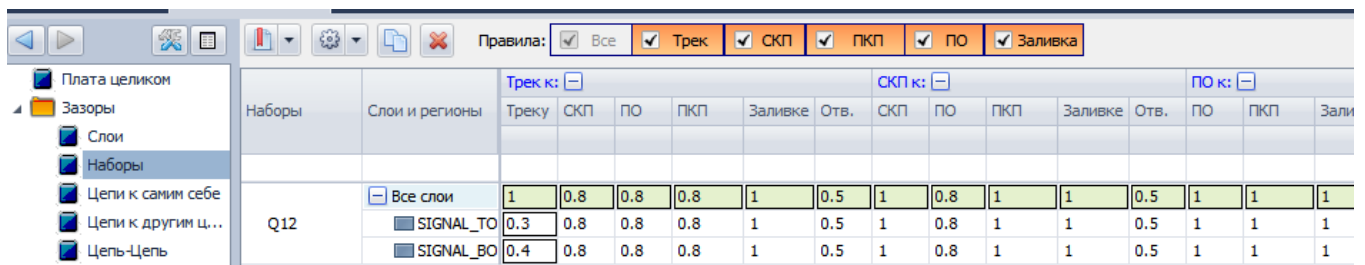 Правила: Все Трек СКП ПКП ПО Заливка
Плата целиком
Зазоры
Слои
Наборы
Цепи к самим себе
Цепи к другим ц...
Цепь-Цепь
Трек к: СКП к: ПО к:
Наборы Слои и регионы Треку СКП ПО ПКП Заливке Отв. СКП ПО ПКП Заливке Отв. ПО ПКП Зали
Все слои 1 0.8 0.8 0.8 1 0.5 1 0.8 1 1 0.5 1 1 1
Q12 SIGNAL_TO 0.3 0.8 0.8 0.8 1 0.5 1 0.8 1 1 0.5 1 1 1
SIGNAL_BO 0.4 0.8 0.8 0.8 1 0.5 1 0.8 1 1 0.5 1 1 1